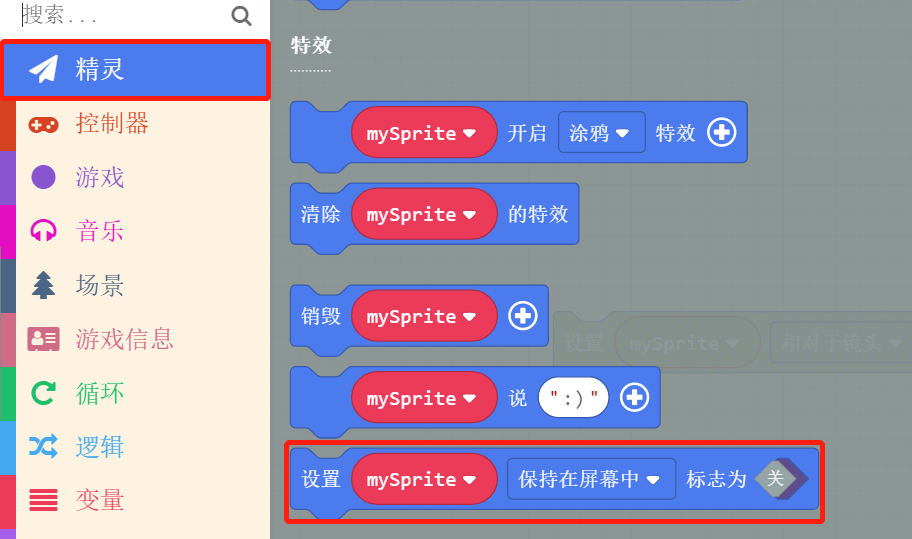 搜索...
精灵
控制器
游戏
音乐
场景
游戏信息
循环
逻辑
变量
特效
mySprite 开启 涂鸦 特效
清除 mySprite 的特效
销毁 mySprite
设置 mySprite 相对于镜头
mySprite 说 ":)"
设置 mySprite 保持在屏幕中 标志为 关